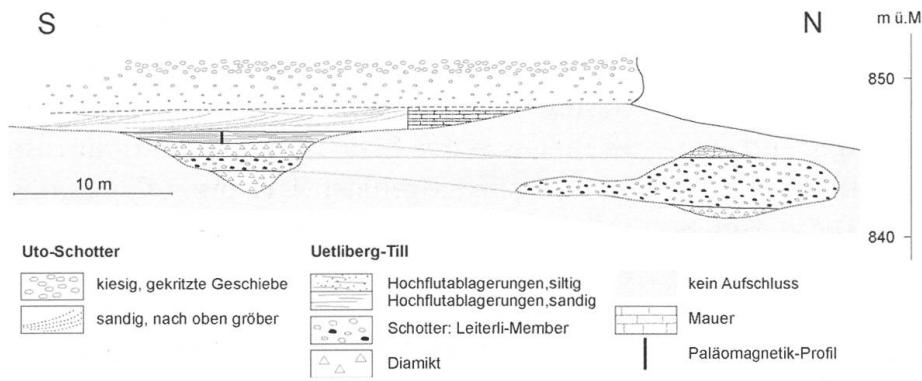 S
N
m ü.M
850
10 m
840
Uto-Schotter
kiesig, gekritzte Geschiebe
sandig, nach oben gröber
Uetliberg-Till
Hochflutablagerungen,siltig
Hochflutablagerungen,sandig
Schotter: Leiterli-Member
Diamikt
kein Aufschluss
Mauer
Paläomagnetik-Profil